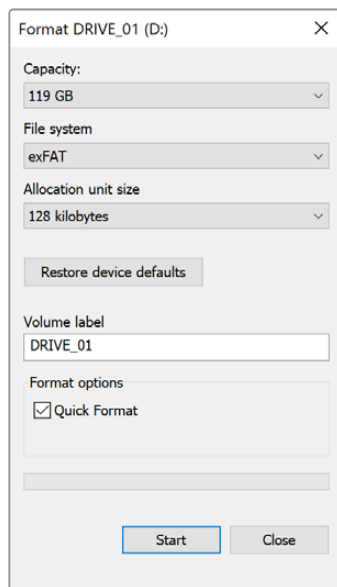 Format DRIVE_01 (D:)
Capacity:
119 GB
File system
exFAT
Allocation unit size
128 kilobytes
Restore device defaults
Volume label
DRIVE_01
Format options
Quick Format
Start Close